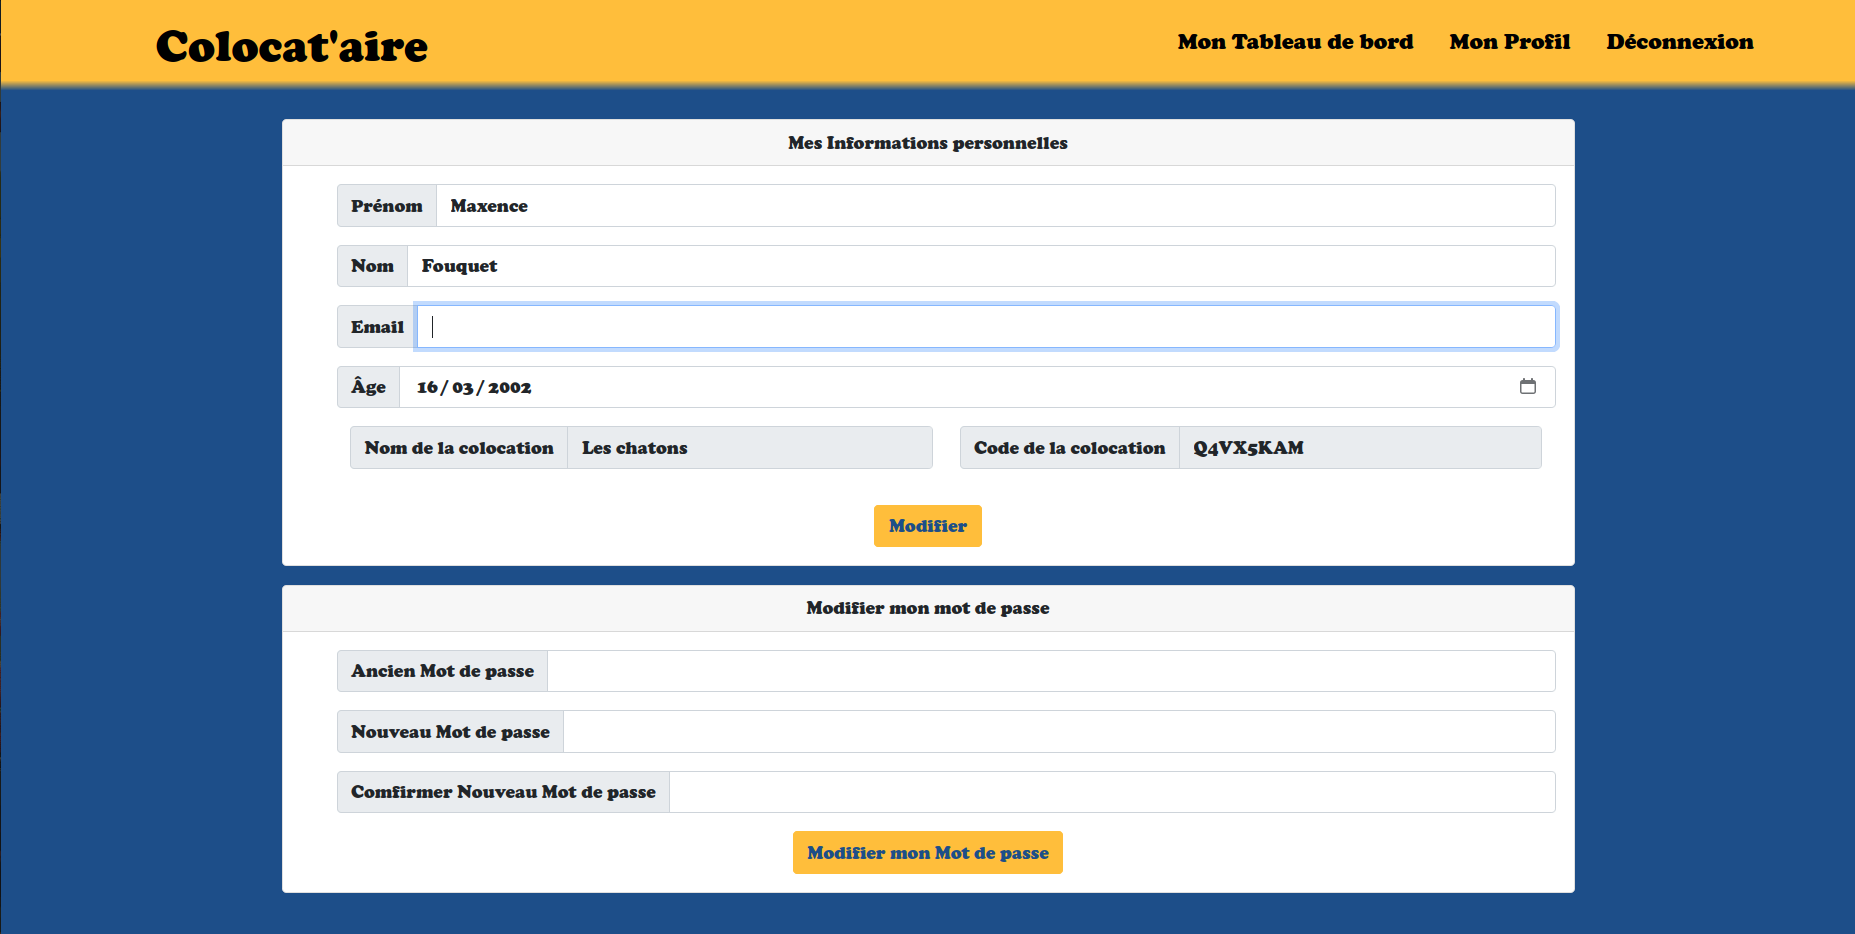 Colocat'aire
Mon Tableau de bord Mon Profil Déconnexion
Mes Informations personnelles
Prénom Maxence
Nom Fouquet
Email
Âge 16/03/2002
Nom de la colocation Les chatons Code de la colocation Q4VX5KAM
Modifier
Modifier mon mot de passe
Ancien Mot de passe
Nouveau Mot de passe
Comfirmer Nouveau Mot de passe
Modifier mon Mot de passe